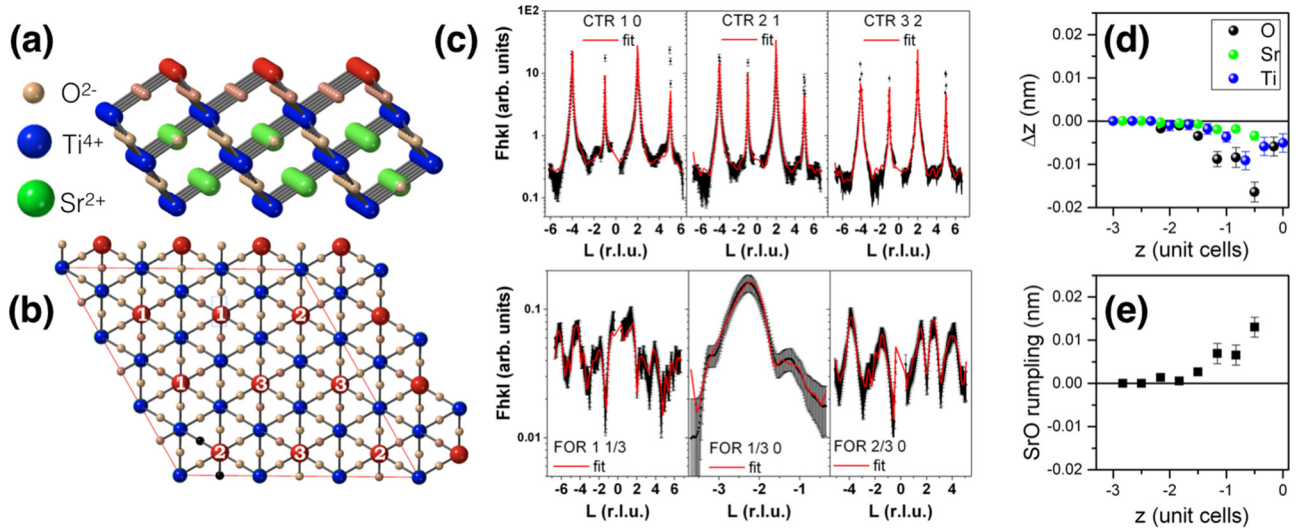 (a)
O2-
Ti4+
Sr2+
(b)
1
1
2
1
3
3
2
3
2
(c)
Fhkl (arb. units)
1E2
10
1
0.1
CTR 1 0
fit
CTR 2 1
fit
CTR 3 2
fit
-6 -4 -2 0 2 4 6
-6 -4 -2 0 2 4 6
-6 -4 -2 0 2 4 6
L (r.l.u.)
L (r.l.u.)
L (r.l.u.)
Fhkl (arb. units)
0.1
0.01
FOR 1 1/3
fit
FOR 1/3 0
fit
FOR 2/3 0
fit
-6 -4 -2 0 2 4 6
-3 -2 -1
-4 -2 0 2 4
L (r.l.u.)
L (r.l.u.)
L (r.l.u.)
(d)
O
Sr
Ti
Δz (nm)
0.02
0.01
0.00
-0.01
-0.02
-3 -2 -1 0
z (unit cells)
(e)
SrO rumpling (nm)
0.02
0.01
0.00
-0.01
-0.02
-3 -2 -1 0
z (unit cells)